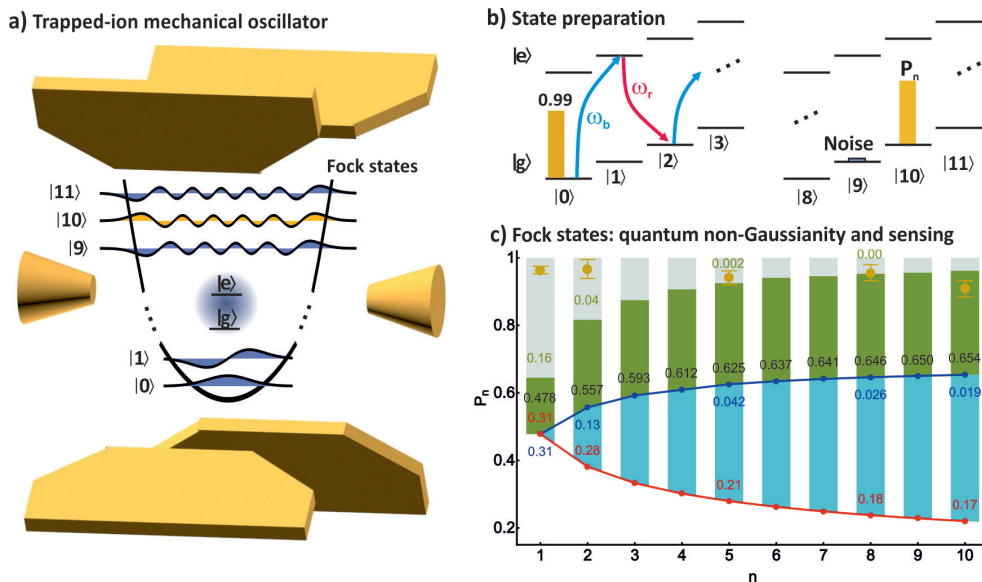 a) Trapped-ion mechanical oscillator
Fock states
|11⟩
|10⟩
|9⟩
|e⟩
|g⟩
|1⟩
|0⟩
b) State preparation
|e⟩
0.99
ω_b
ω_r
|g⟩
|0⟩
|1⟩
|2⟩
|3⟩
P_n
Noise
|8⟩
|9⟩
|10⟩
|11⟩
c) Fock states: quantum non-Gaussianity and sensing
P_n
1
0.8
0.6
0.4
0.2
0.16
0.04
0.002
0.00
0.478
0.557
0.593
0.612
0.625
0.637
0.641
0.646
0.650
0.654
0.31
0.13
0.042
0.026
0.019
0.31
0.28
0.21
0.18
0.17
1 2 3 4 5 6 7 8 9 10
n